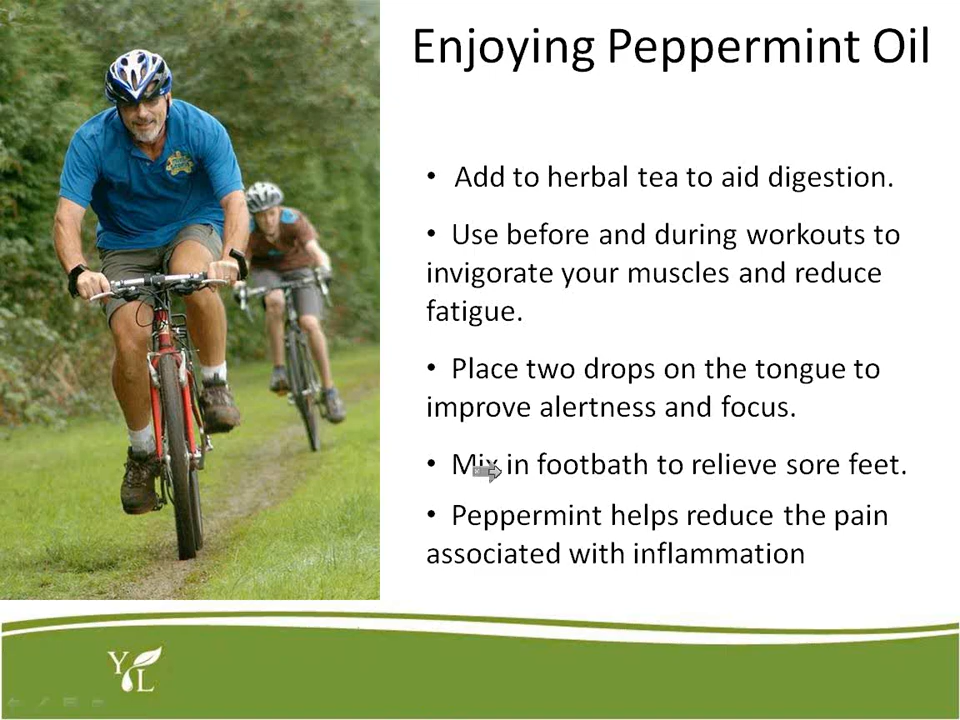 Enjoying Peppermint Oil
• Add to herbal tea to aid digestion.
• Use before and during workouts to
invigorate your muscles and reduce
fatigue.
• Place two drops on the tongue to
improve alertness and focus.
• Mix in footbath to relieve sore feet.
• Peppermint helps reduce the pain
associated with inflammation
Y L